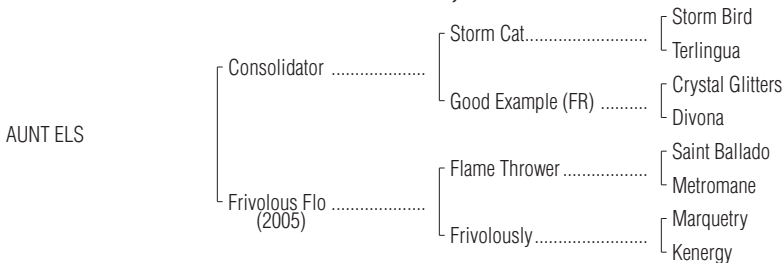 Storm Bird
Storm Cat.............................
Terlingua
Consolidator ......................
Crystal Glitters
Good Example (FR) ...........
Divona
AUNT ELS
Saint Ballado
Flame Thrower....................
Metromane
Frivolous Flo ......................
(2005)
Marquetry
Frivolously...........................
Kenergy